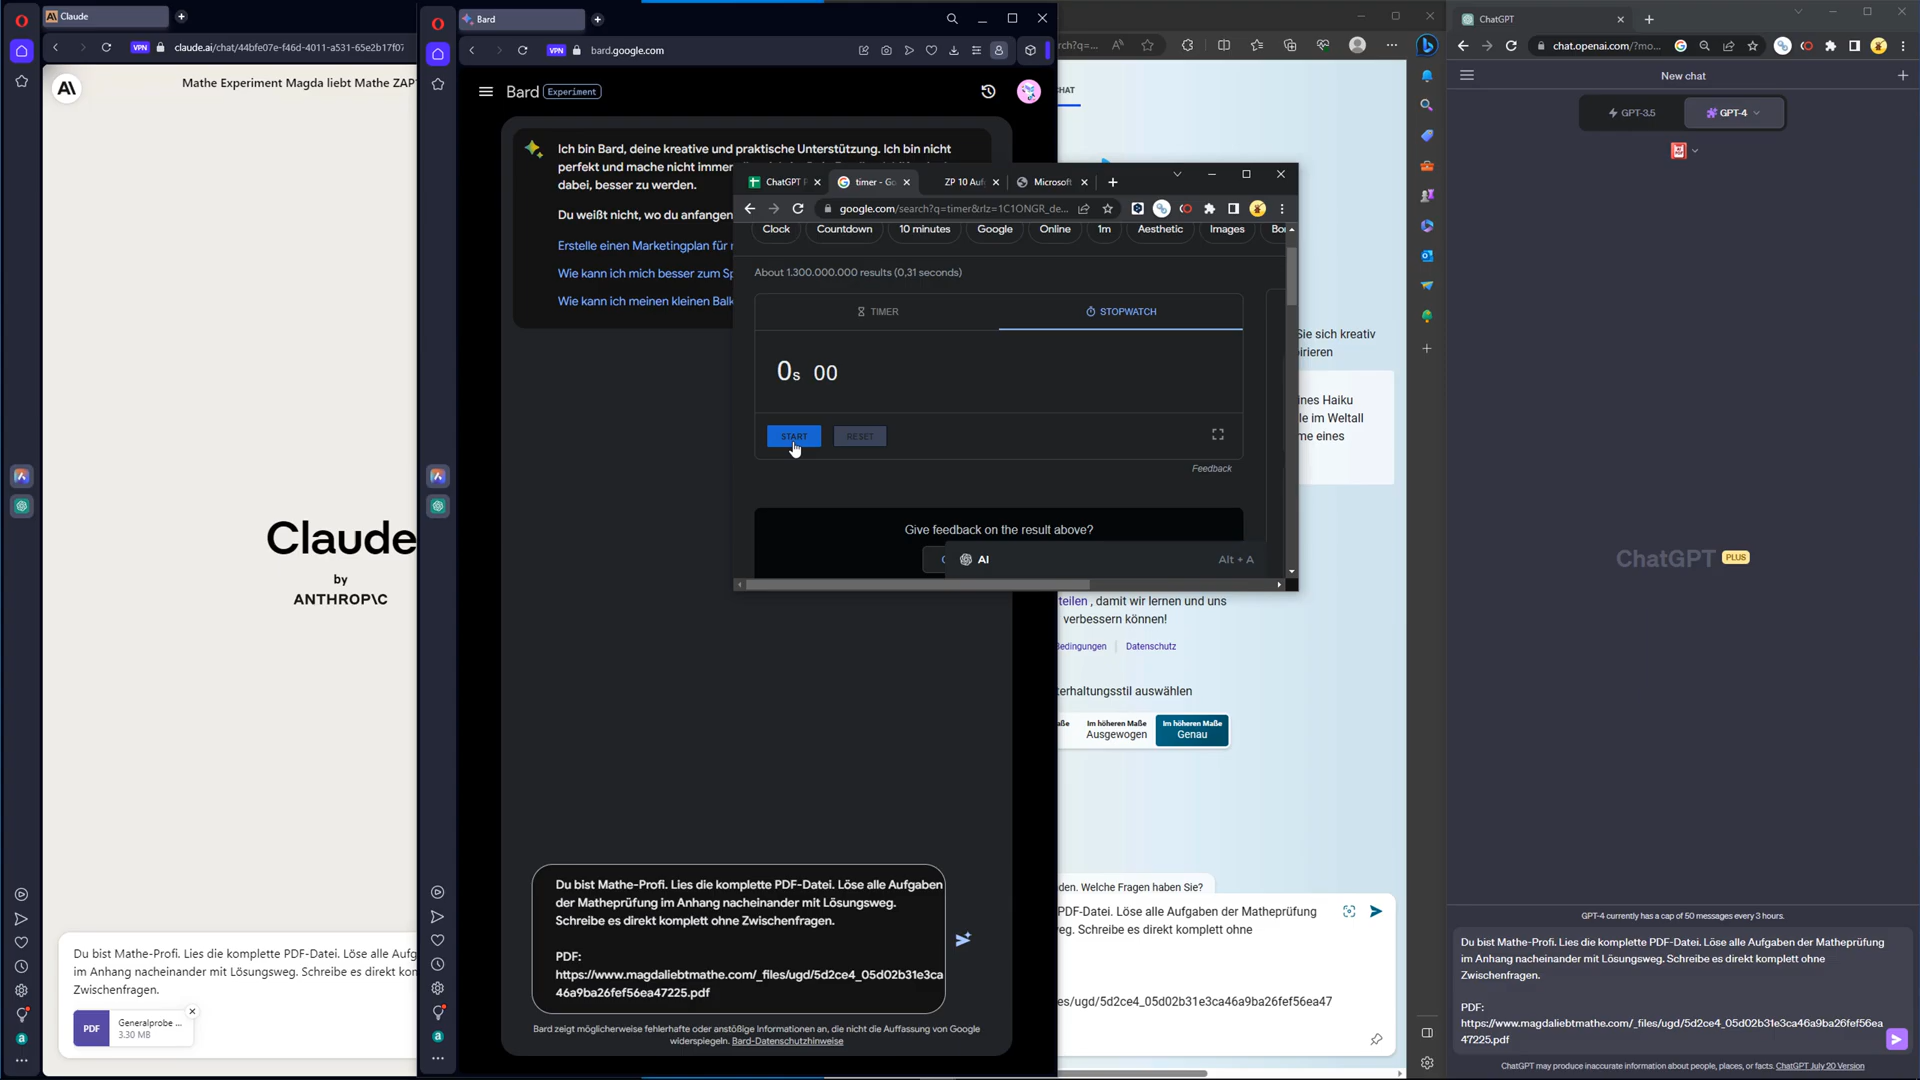 Claude
claude.ai/chat/44bfe07e-f46d-4011-a531-65e2b17f07
VPN
Mathe Experiment Magda liebt Mathe ZAP
Claude
by
ANTHROP\C
Du bist Mathe-Profi. Lies die komplette PDF-Datei. Löse alle Aufg
im Anhang nacheinander mit Lösungsweg. Schreibe es direkt kom
Zwischenfragen.
PDF
Generalprobe ...
3.30 MB
Bard
VPN
bard.google.com
Bard
Experiment
Ich bin Bard, deine kreative und praktische Unterstützung. Ich bin nicht
perfekt und mache nicht immer
dabei, besser zu werden.
Du weißt nicht, wo du anfangen
Erstelle einen Marketingplan für
Wie kann ich mich besser zum Sp
Wie kann ich meinen kleinen Balk
Du bist Mathe-Profi. Lies die komplette PDF-Datei. Löse alle Aufgaben
der Matheprüfung im Anhang nacheinander mit Lösungsweg.
Schreibe es direkt komplett ohne Zwischenfragen.
PDF:
https://www.magdaliebtmathe.com/_files/ugd/5d2ce4_05d02b31e3ca
46a9ba26fef56ea47225.pdf
Bard zeigt möglicherweise fehlerhafte oder anstößige Informationen an, die nicht die Auffassung von Google
widerspiegeln. Bard-Datenschutzhinweise
ChatGPT P
timer - Go
ZP 10 Auf
Microsoft
google.com/search?q=timer&rlz=1C1ONGR_de...
Clock
Countdown
10 minutes
Google
Online
1m
Aesthetic
Images
Bo
About 1.300.000.000 results (0,31 seconds)
TIMER
STOPWATCH
0s 00
START
RESET
Feedback
Give feedback on the result above?
AI
Alt + A
rch?q=...
CHAT
Sie sich kreativ
irieren
ines Haiku
le im Weltall
me eines
teilen , damit wir lernen und uns
verbessern können!
Bedingungen
Datenschutz
terhaltungsstil auswählen
Im höheren Maße
Ausgewogen
Im höheren Maße
Genau
den. Welche Fragen haben Sie?
PDF-Datei. Löse alle Aufgaben der Matheprüfung
eg. Schreibe es direkt komplett ohne
es/ugd/5d2ce4_05d02b31e3ca46a9ba26fef56ea47
ChatGPT
chat.openai.com/?mo...
New chat
GPT-3.5
GPT-4
ChatGPT PLUS
GPT-4 currently has a cap of 50 messages every 3 hours.
Du bist Mathe-Profi. Lies die komplette PDF-Datei. Löse alle Aufgaben der Matheprüfung
im Anhang nacheinander mit Lösungsweg. Schreibe es direkt komplett ohne
Zwischenfragen.
PDF:
https://www.magdaliebtmathe.com/_files/ugd/5d2ce4_05d02b31e3ca46a9ba26fef56ea
47225.pdf
ChatGPT may produce inaccurate information about people, places, or facts. ChatGPT July 20 Version